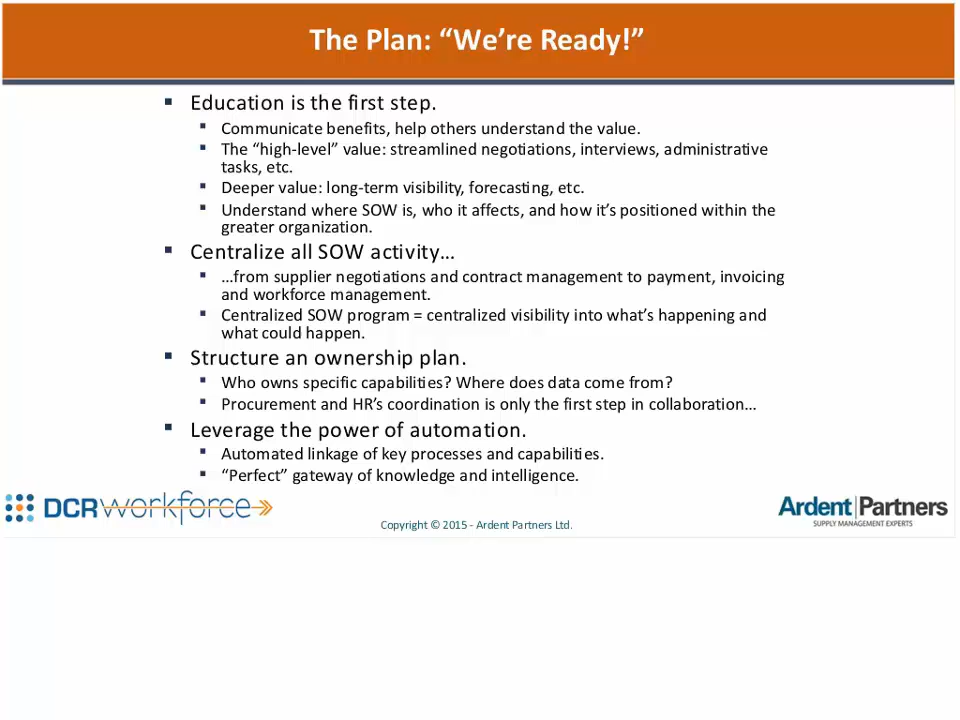 The Plan: “We’re Ready!”
▪ Education is the first step.
▪ Communicate benefits, help others understand the value.
▪ The “high-level” value: streamlined negotiations, interviews, administrative
tasks, etc.
▪ Deeper value: long-term visibility, forecasting, etc.
▪ Understand where SOW is, who it affects, and how it’s positioned within the
greater organization.
▪ Centralize all SOW activity…
▪ …from supplier negotiations and contract management to payment, invoicing
and workforce management.
▪ Centralized SOW program = centralized visibility into what’s happening and
what could happen.
▪ Structure an ownership plan.
▪ Who owns specific capabilities? Where does data come from?
▪ Procurement and HR’s coordination is only the first step in collaboration…
▪ Leverage the power of automation.
▪ Automated linkage of key processes and capabilities.
▪ “Perfect” gateway of knowledge and intelligence.
DCRworkforce
Copyright © 2015 - Ardent Partners Ltd.
Ardent|Partners
SUPPLY MANAGEMENT EXPERTS